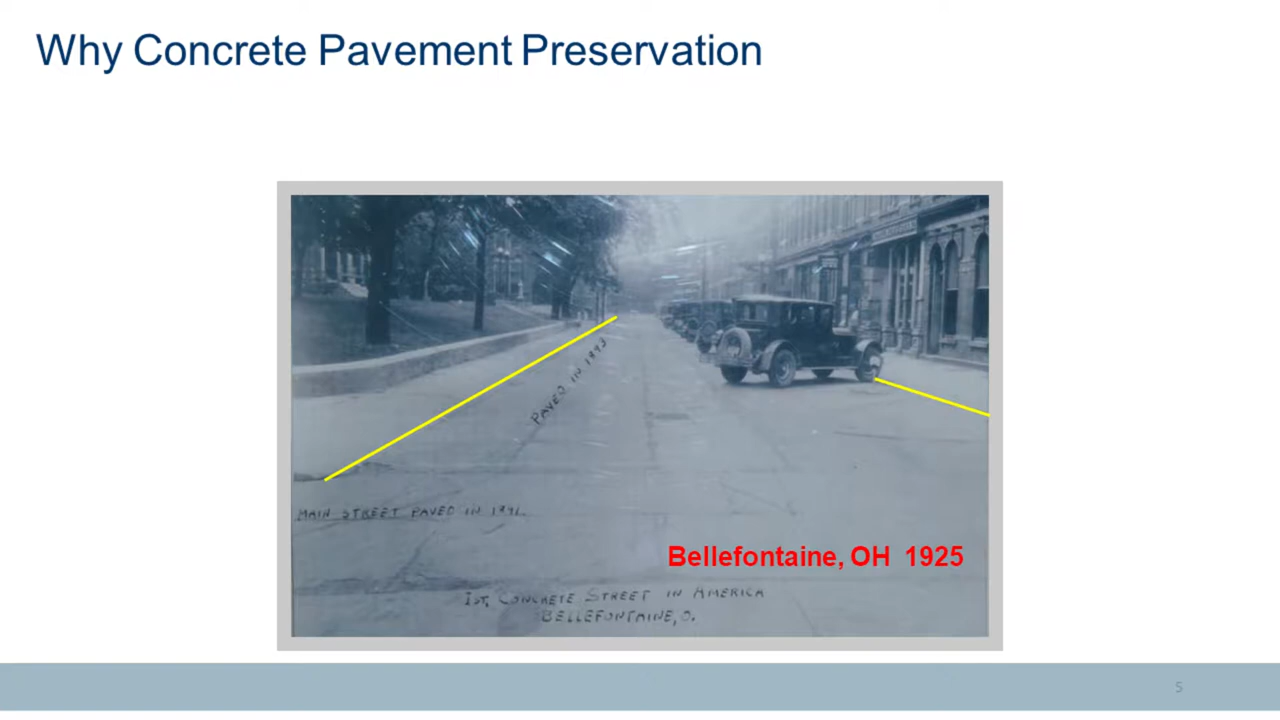 Why Concrete Pavement Preservation
PAVED IN 1893
MAIN STREET PAVED IN 1891.
Bellefontaine, OH 1925
1ST, CONCRETE STREET IN AMERICA
BELLEFONTAINE, O.
5